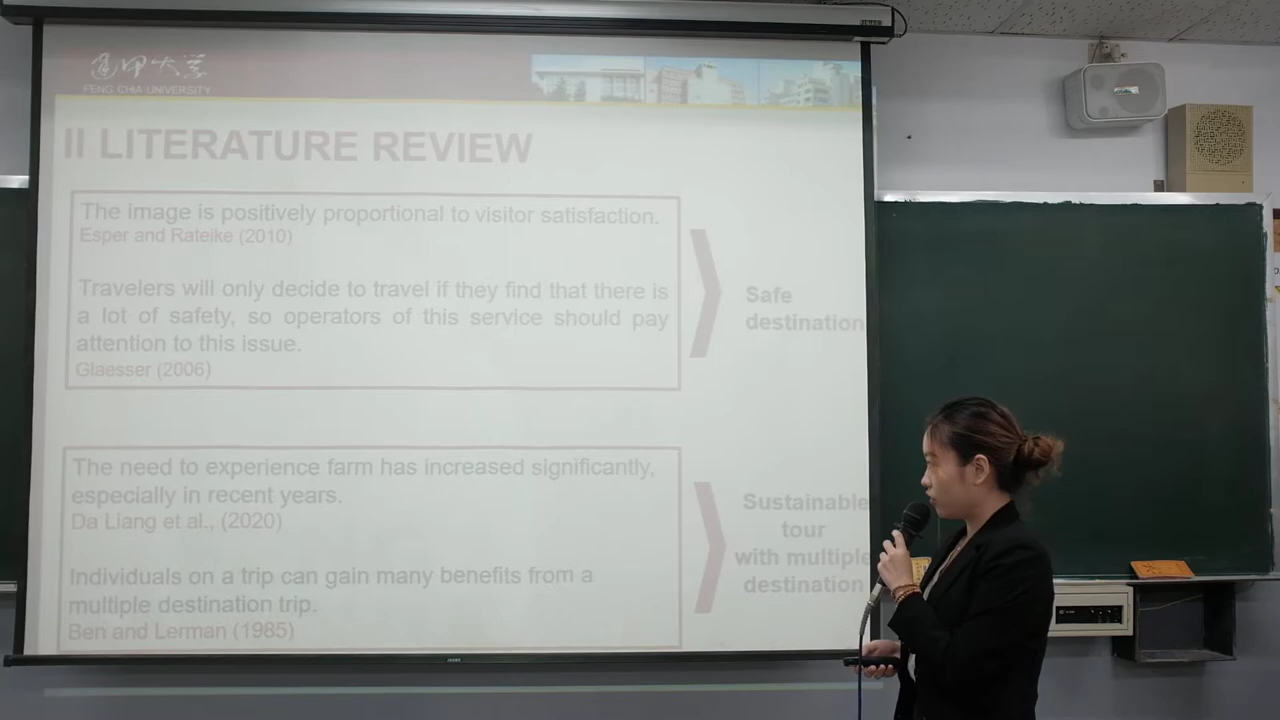 逢甲大學
FENG CHIA UNIVERSITY
II LITERATURE REVIEW
The image is positively proportional to visitor satisfaction.
Esper and Rateike (2010)
Travelers will only decide to travel if they find that there is
a lot of safety, so operators of this service should pay
attention to this issue.
Glaesser (2006)
Safe
destination
The need to experience farm has increased significantly,
especially in recent years.
Da Liang et al., (2020)
Individuals on a trip can gain many benefits from a
multiple destination trip.
Ben and Lerman (1985)
Sustainable
tour
with multiple
destination